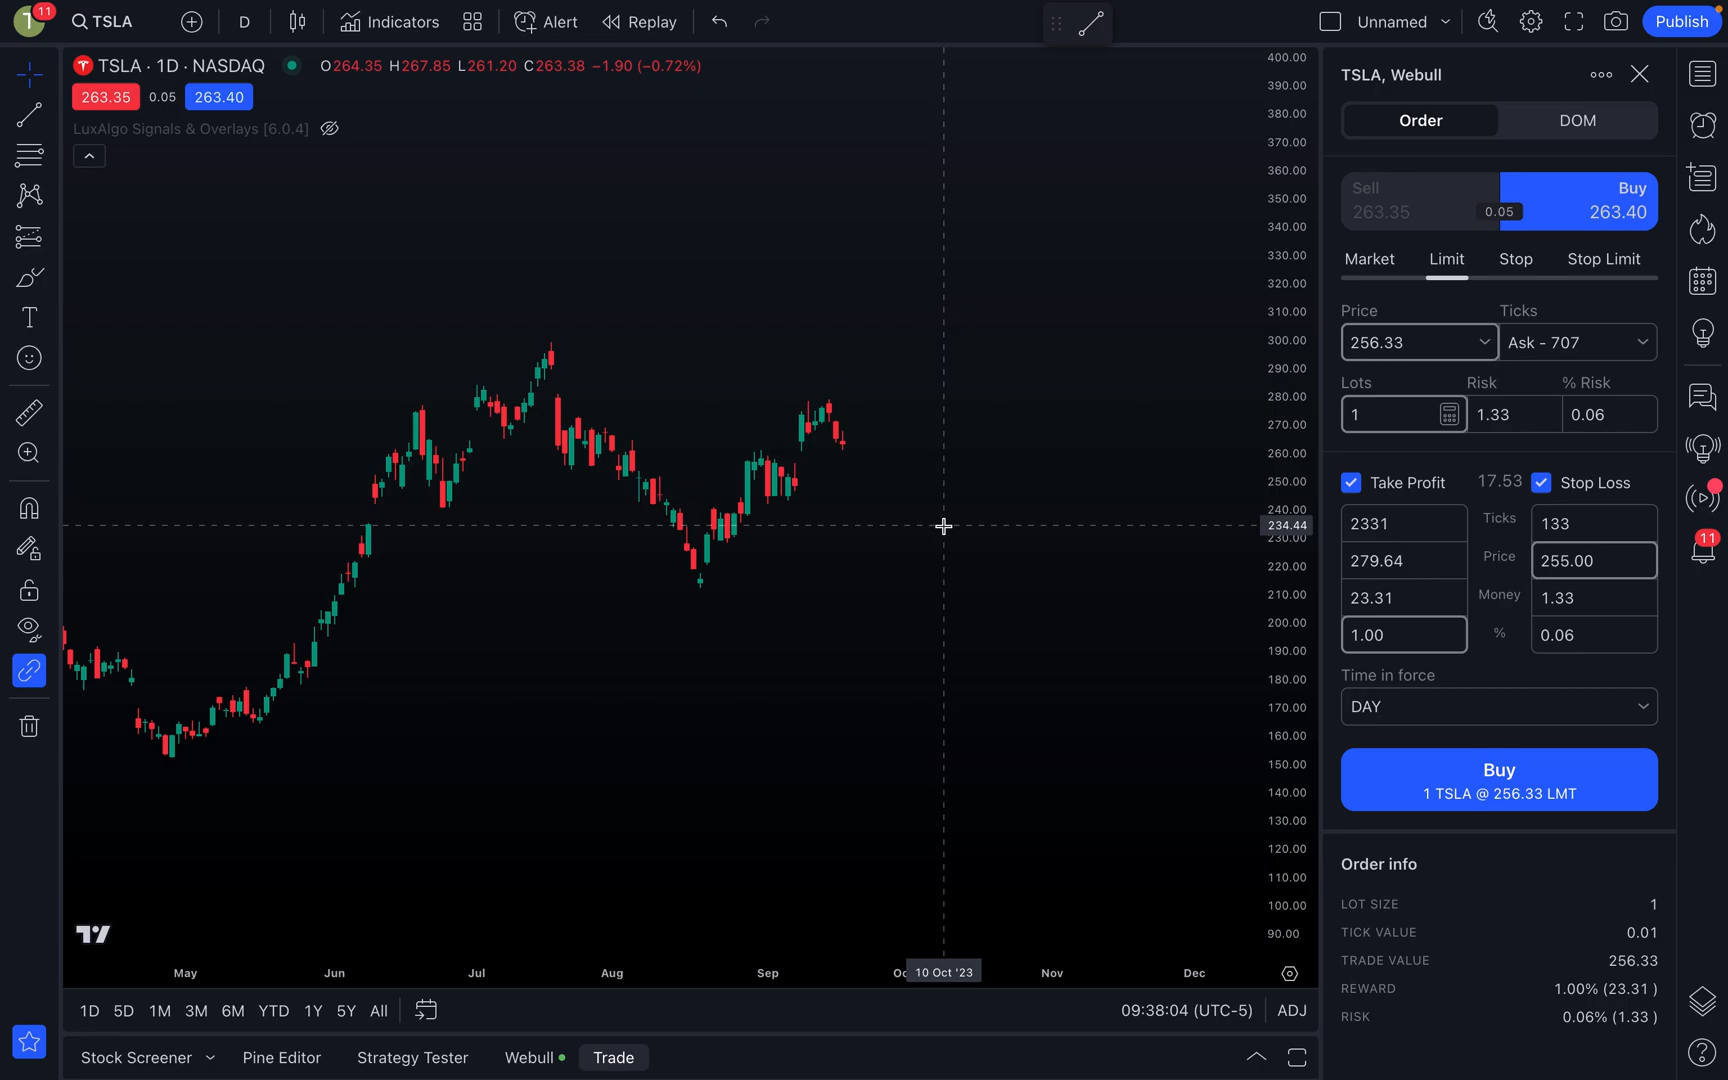 T 11 TSLA D Indicators Alert Replay Unnamed Publish
TSLA · 1D · NASDAQ O264.35 H267.85 L261.20 C263.38 −1.90 (−0.72%)
263.35 0.05 263.40
LuxAlgo Signals & Overlays [6.0.4]
400.00
390.00
380.00
370.00
360.00
350.00
340.00
330.00
320.00
310.00
300.00
290.00
280.00
270.00
260.00
250.00
240.00
234.44
230.00
220.00
210.00
200.00
190.00
180.00
170.00
160.00
150.00
140.00
130.00
120.00
110.00
100.00
90.00
May Jun Jul Aug Sep Oc 10 Oct '23 Nov Dec
1D 5D 1M 3M 6M YTD 1Y 5Y All 09:38:04 (UTC-5) ADJ
Stock Screener Pine Editor Strategy Tester Webull Trade
TSLA, Webull
Order DOM
Sell Buy
263.35 0.05 263.40
Market Limit Stop Stop Limit
Price Ticks
256.33 Ask - 707
Lots Risk % Risk
1 1.33 0.06
Take Profit 17.53 Stop Loss
2331 Ticks 133
279.64 Price 255.00
23.31 Money 1.33
1.00 % 0.06
Time in force
DAY
Buy
1 TSLA @ 256.33 LMT
Order info
LOT SIZE 1
TICK VALUE 0.01
TRADE VALUE 256.33
REWARD 1.00% (23.31 )
RISK 0.06% (1.33 )
11